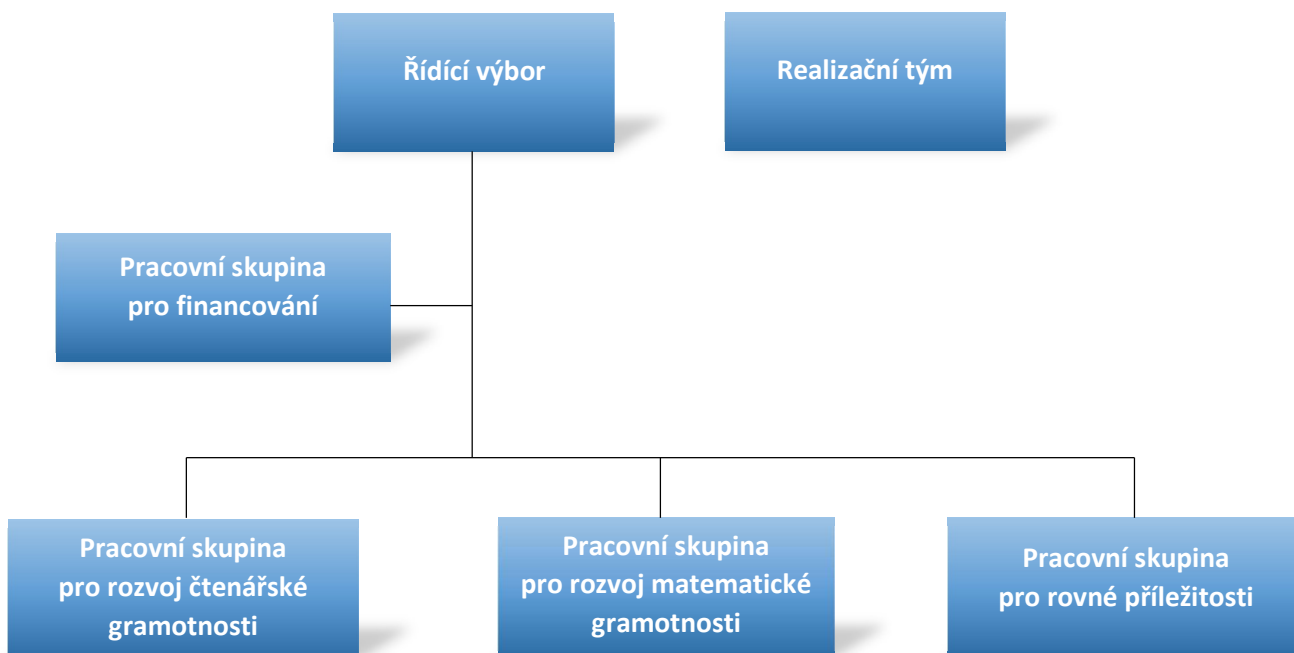 Řídící výbor
Realizační tým
Pracovní skupina
pro financování
Pracovní skupina
pro rozvoj čtenářské
gramotnosti
Pracovní skupina
pro rozvoj matematické
gramotnosti
Pracovní skupina
pro rovné příležitosti